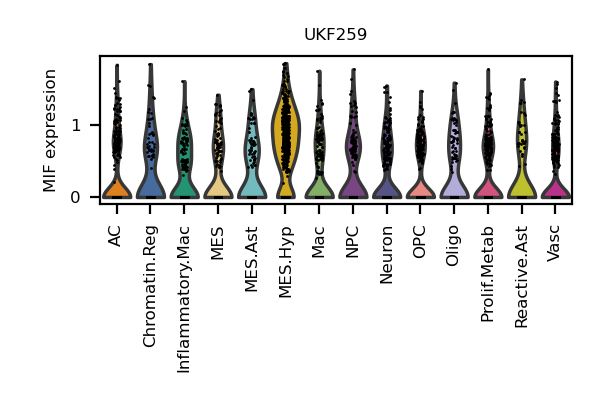 UKF259
MIF expression
1
0
AC
Chromatin.Reg
Inflammatory.Mac
MES
MES.Ast
MES.Hyp
Mac
NPC
Neuron
OPC
Oligo
Prolif.Metab
Reactive.Ast
Vasc